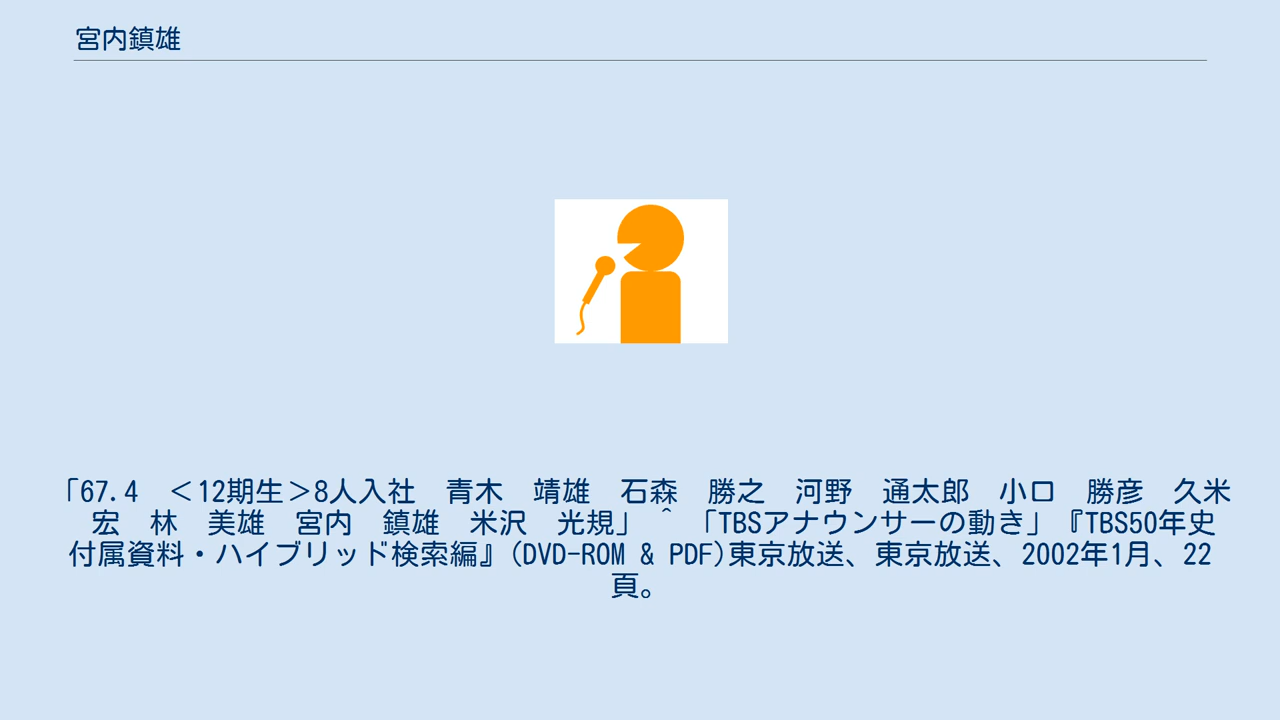 宮内鎮雄
「67.4　＜12期生＞8人入社　青木　靖雄　石森　勝之　河野　通太郎　小口　勝彦　久米
宏　林　美雄　宮内　鎮雄　米沢　光規」 ^ 「TBSアナウンサーの動き」『TBS50年史
付属資料・ハイブリッド検索編』(DVD-ROM & PDF)東京放送、東京放送、2002年1月、22
頁。